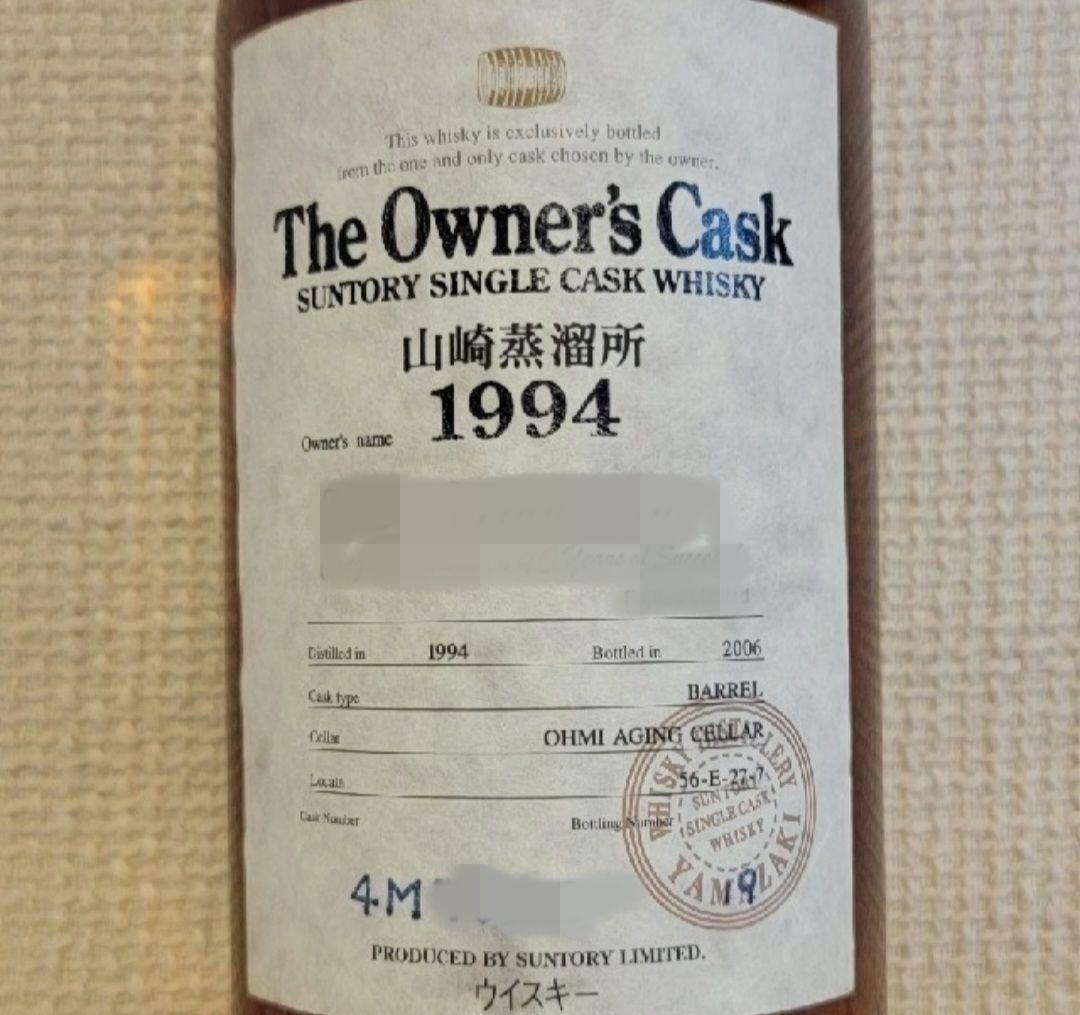 This whisky is exclusively bottled
from the one and only cask chosen by the owner.
The Owner's Cask
SUNTORY SINGLE CASK WHISKY
山崎蒸溜所
1994
Owner's name
Distilled in 1994 Bottled in 2006
Cask type BARREL
Cellar OHMI AGING CELLAR
Locate 56-E-27-7
Cask Number Bottling Number
WHISKY DISTILLERY
SUNTORY
SINGLE CASK
WHISKY
YAMAZAKI
4M 9
PRODUCED BY SUNTORY LIMITED.
ウイスキー